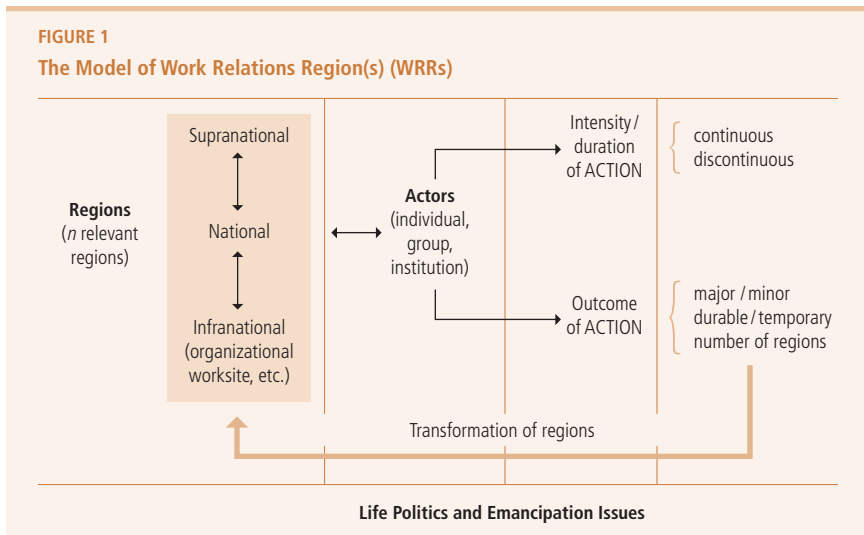 FIGURE 1
The Model of Work Relations Region(s) (WRRs)
Regions
(n relevant
regions)
Supranational
National
Infranational
(organizational
worksite, etc.)
Actors
(individual,
group,
institution)
Intensity / 
duration
of ACTION
continuous
discontinuous
Outcome
of ACTION
major / minor
durable / temporary
number of regions
Transformation of regions
Life Politics and Emancipation Issues